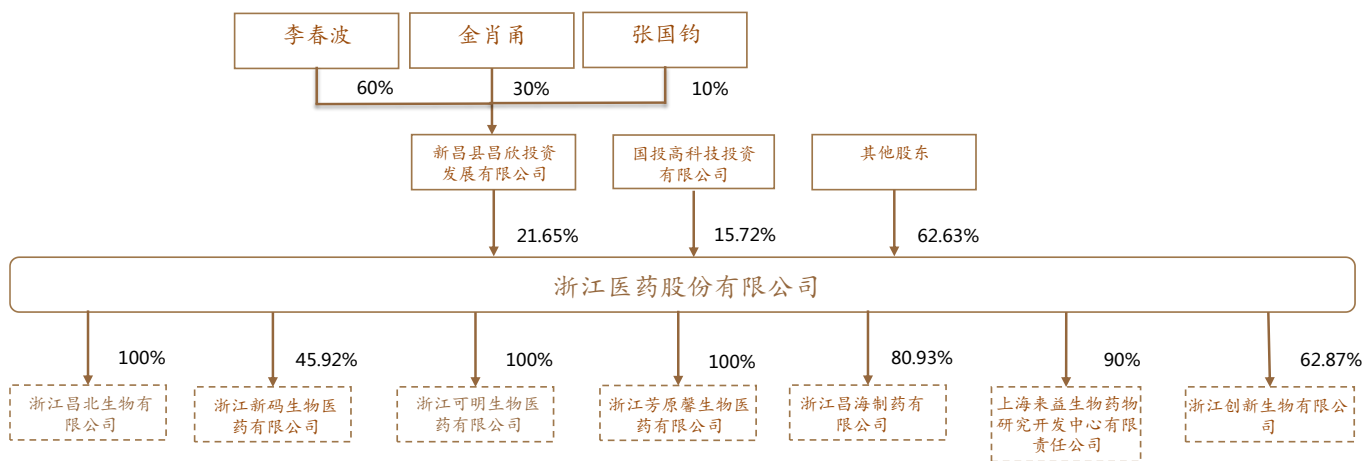 李春波
金肖甬
张国钧
60%
30%
10%
新昌县昌欣投资
发展有限公司
国投高科技投资
有限公司
其他股东
21.65%
15.72%
62.63%
浙江医药股份有限公司
100%
45.92%
100%
100%
80.93%
90%
62.87%
浙江昌北生物有
限公司
浙江新码生物医
药有限公司
浙江可明生物医
药有限公司
浙江芳原馨生物医
药有限公司
浙江昌海制药有
限公司
上海来益生物药物
研究开发中心有限
责任公司
浙江创新生物有限公
司